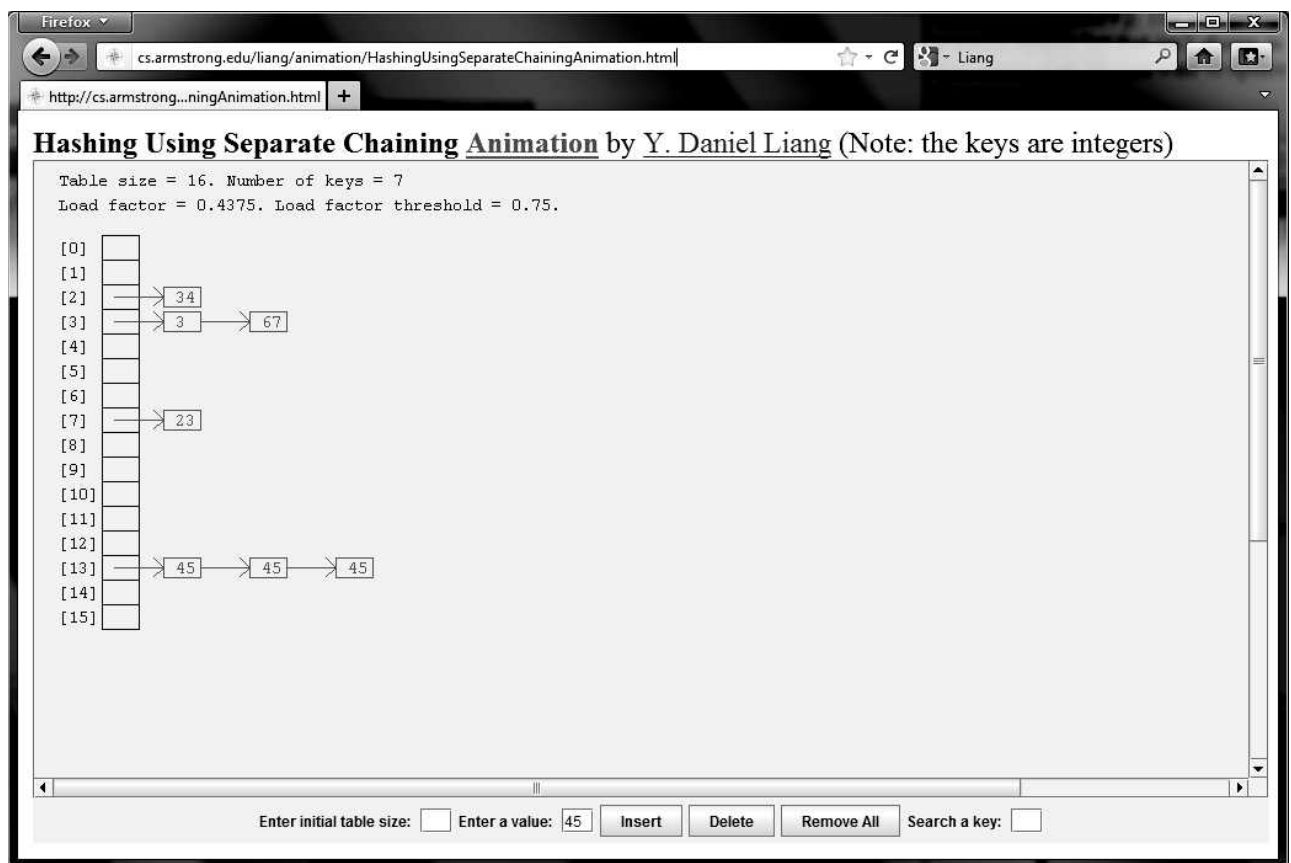 Firefox
cs.armstrong.edu/liang/animation/HashingUsingSeparateChainingAnimation.html
Liang
http://cs.armstrong...ningAnimation.html
Hashing Using Separate Chaining Animation by Y. Daniel Liang (Note: the keys are integers)
Table size = 16. Number of keys = 7
Load factor = 0.4375. Load factor threshold = 0.75.
[0]
[1]
[2] 34
[3] 3 67
[4]
[5]
[6]
[7] 23
[8]
[9]
[10]
[11]
[12]
[13] 45 45 45
[14]
[15]
Enter initial table size: Enter a value: 45 Insert Delete Remove All Search a key: